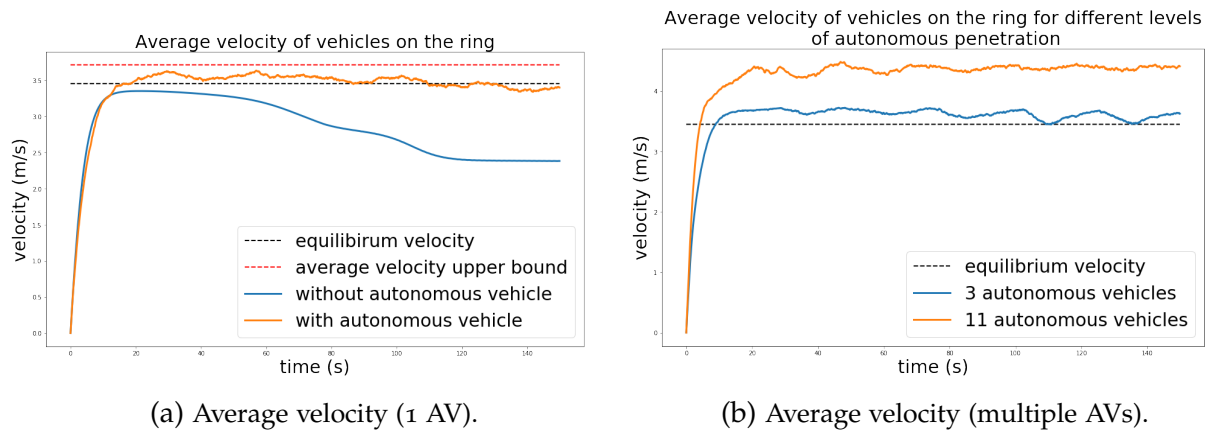 Average velocity of vehicles on the ring
3.5
3.0
2.5
2.0
1.5
1.0
0.5
0.0
velocity (m/s)
equilibirum velocity
average velocity upper bound
without autonomous vehicle
with autonomous vehicle
0 20 40 60 80 100 120 140
time (s)
(a) Average velocity (1 AV).
Average velocity of vehicles on the ring for different levels
of autonomous penetration
4
3
2
1
0
velocity (m/s)
equilibrium velocity
3 autonomous vehicles
11 autonomous vehicles
0 20 40 60 80 100 120 140
time (s)
(b) Average velocity (multiple AVs).